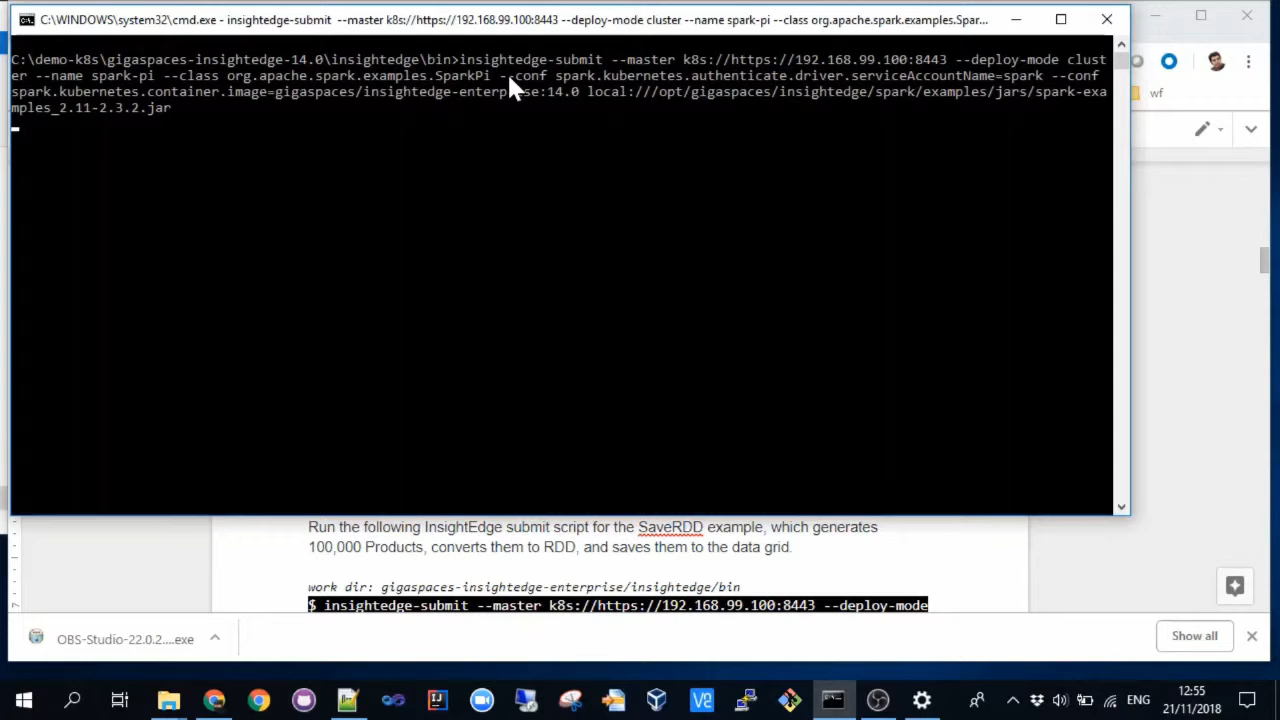 C:\WINDOWS\system32\cmd.exe - insightedge-submit --master k8s://https://192.168.99.100:8443 --deploy-mode cluster --name spark-pi --class org.apache.spark.examples.Spar...
C:\demo-k8s\gigaspaces-insightedge-14.0\insightedge\bin>insightedge-submit --master k8s://https://192.168.99.100:8443 --deploy-mode clust
er --name spark-pi --class org.apache.spark.examples.SparkPi --conf spark.kubernetes.authenticate.driver.serviceAccountName=spark --conf
spark.kubernetes.container.image=gigaspaces/insightedge-enterprise:14.0 local:///opt/gigaspaces/insightedge/spark/examples/jars/spark-exa
mples_2.11-2.3.2.jar
wf
Run the following InsightEdge submit script for the SaveRDD example, which generates
100,000 Products, converts them to RDD, and saves them to the data grid.
work dir: gigaspaces-insightedge-enterprise/insightedge/bin
$ insightedge-submit --master k8s://https://192.168.99.100:8443 --deploy-mode
OBS-Studio-22.0.2....exe
Show all
ENG
12:55
21/11/2018